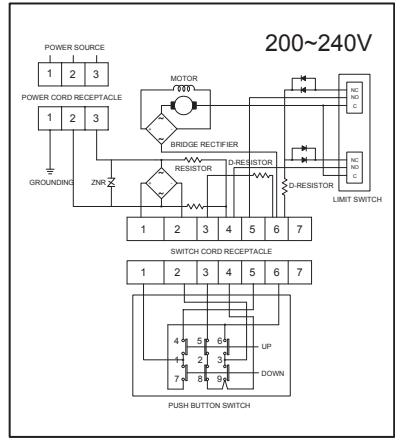 200~240V
POWER SOURCE
1 2 3
POWER CORD RECEPTACLE
1 2 3
MOTOR
NC
NO
C
BRIDGE RECTIFIER
NC
NO
C
GROUNDING
ZNR
RESISTOR
D-RESISTOR
D-RESISTOR
LIMIT SWITCH
1 2 3 4 5 6 7
SWITCH CORD RECEPTACLE
1 2 3 4 5 6 7
4 5 6
UP
1 2 3
DOWN
7 8 9
PUSH BUTTON SWITCH